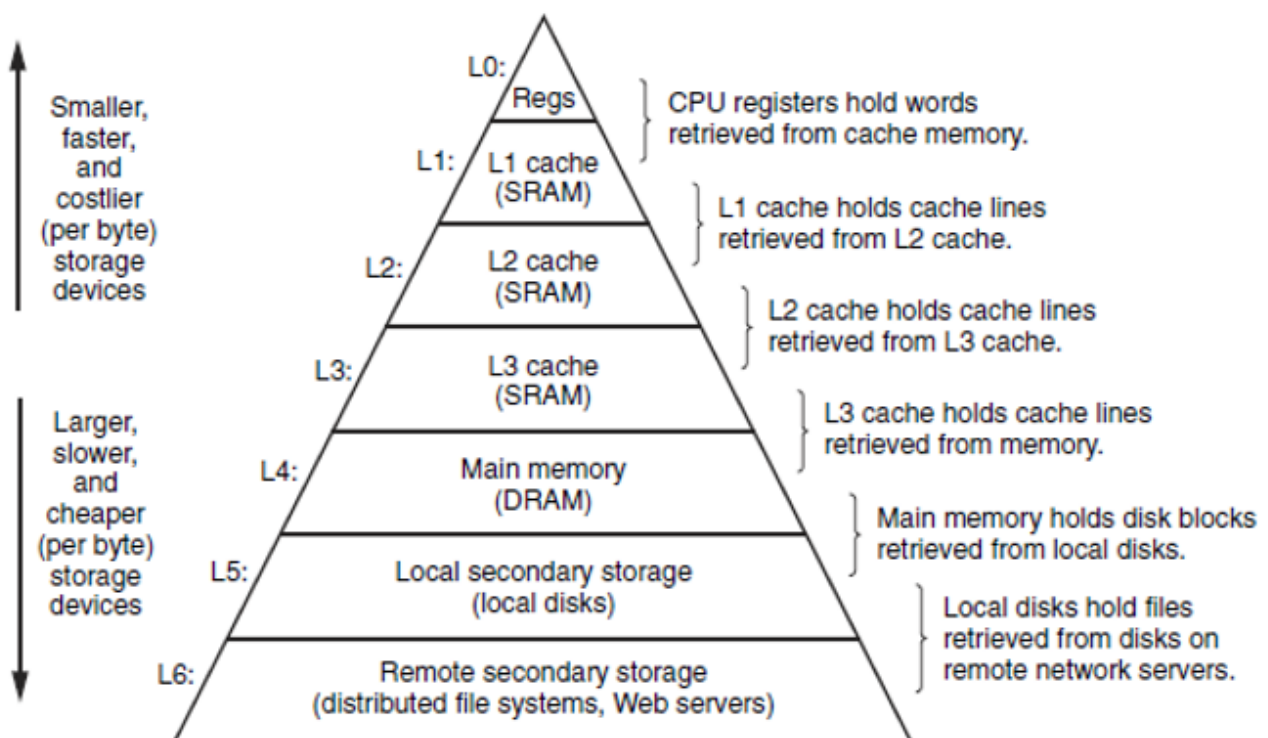 Smaller,
faster,
and
costlier
(per byte)
storage
devices
Larger,
slower,
and
cheaper
(per byte)
storage
devices
L0:
Regs
CPU registers hold words
retrieved from cache memory.
L1:
L1 cache
(SRAM)
L1 cache holds cache lines
retrieved from L2 cache.
L2:
L2 cache
(SRAM)
L2 cache holds cache lines
retrieved from L3 cache.
L3:
L3 cache
(SRAM)
L3 cache holds cache lines
retrieved from memory.
L4:
Main memory
(DRAM)
Main memory holds disk blocks
retrieved from local disks.
L5:
Local secondary storage
(local disks)
Local disks hold files
retrieved from disks on
remote network servers.
L6:
Remote secondary storage
(distributed file systems, Web servers)